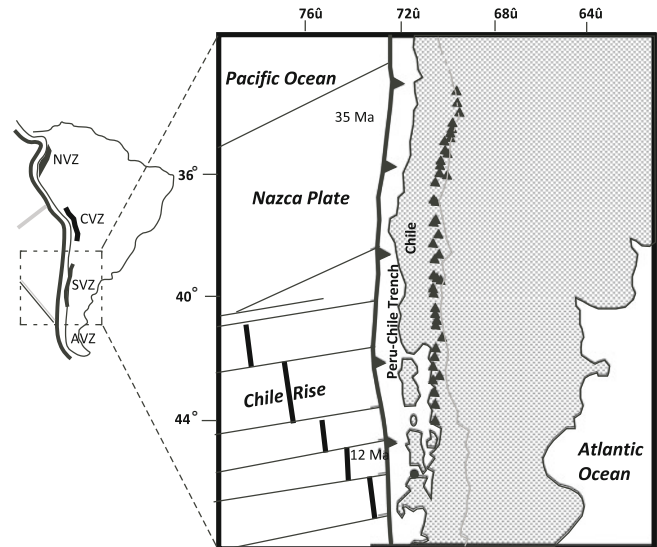 76û 72û 68û 64û
Pacific Ocean
35 Ma
NVZ
36°
Nazca Plate
CVZ
Chile
SVZ
Peru-Chile Trench
40°
AVZ
Chile Rise
44°
12 Ma
Atlantic
Ocean